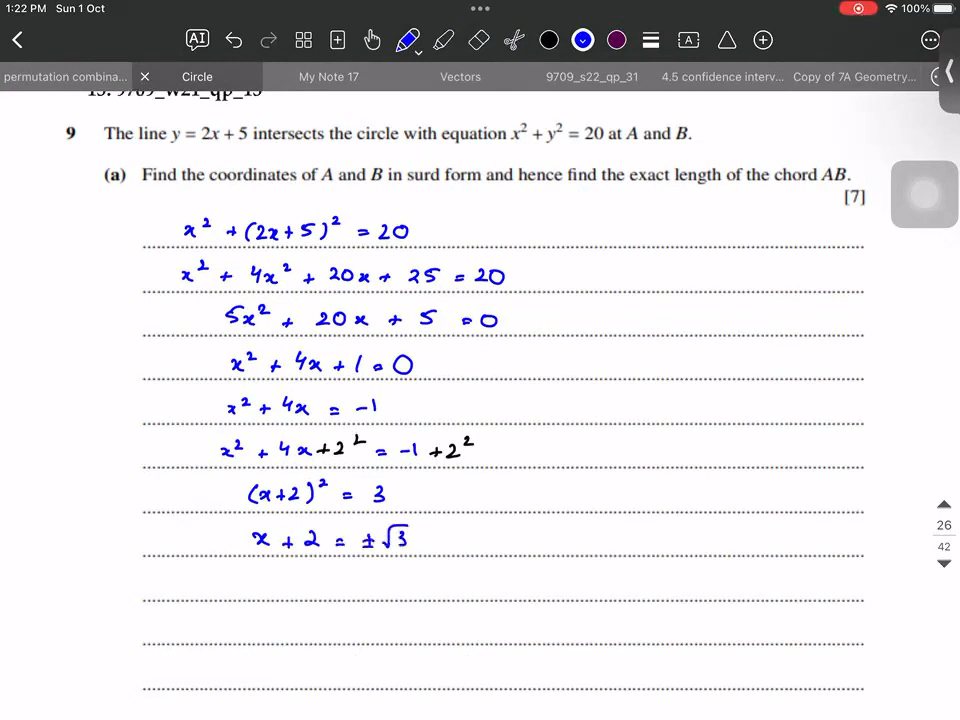 1:22 PM Sun 1 Oct
100%
AI
A
permutation combina... Circle My Note 17 Vectors 9709_s22_qp_31 4.5 confidence interv... Copy of 7A Geometry...
13. 9709_w21_qp_13
9 The line y = 2x + 5 intersects the circle with equation x² + y² = 20 at A and B.
(a) Find the coordinates of A and B in surd form and hence find the exact length of the chord AB.
[7]
x² + (2x+5)² = 20
x² + 4x² + 20x + 25 = 20
5x² + 20x + 5 = 0
x² + 4x + 1 = 0
x² + 4x = -1
x² + 4x + 2² = -1 + 2²
(x+2)² = 3
x + 2 = ± √3
26
42